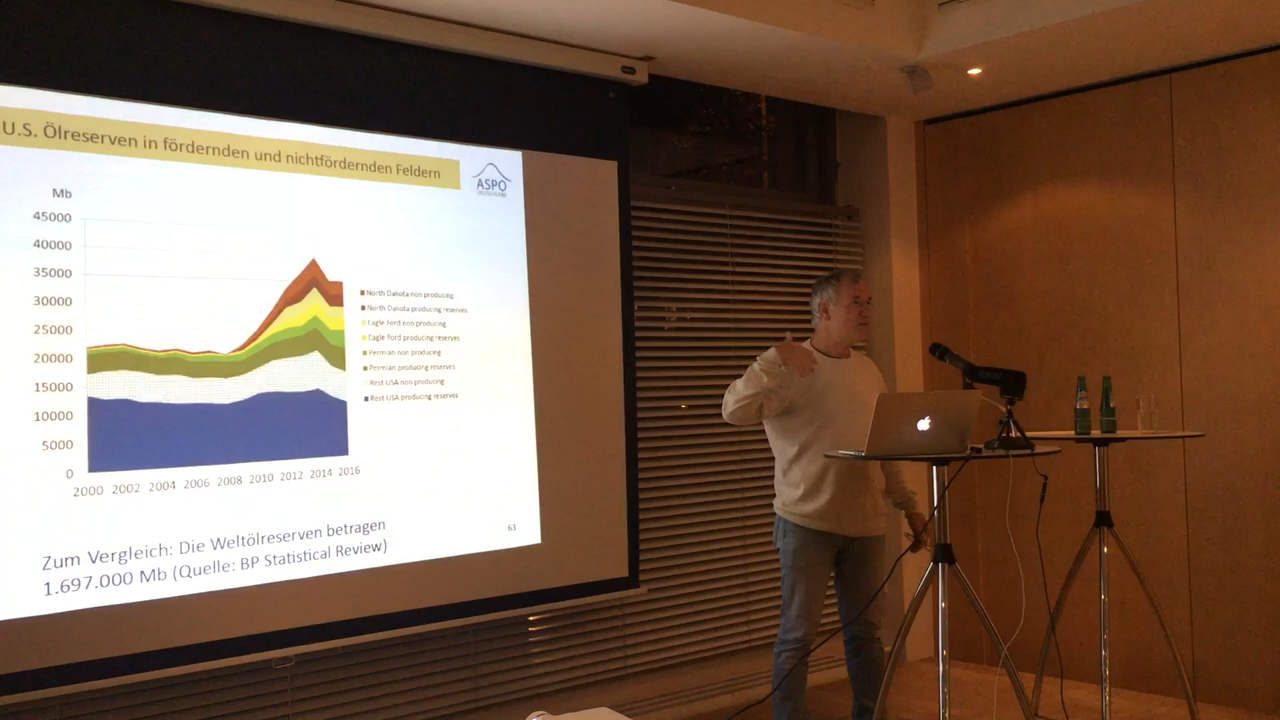 U.S. Ölreserven in fördernden und nichtfördernden Feldern
ASPO
DEUTSCHLAND
Mb
45000
40000
35000
30000
25000
20000
15000
10000
5000
0
2000 2002 2004 2006 2008 2010 2012 2014 2016
North Dakota non producing
North Dakota producing reserves
Eagle Ford non producing
Eagle Ford producing reserves
Permian non producing
Permian producing reserves
Rest USA non producing
Rest USA producing reserves
Zum Vergleich: Die Weltölreserven betragen
1.697.000 Mb (Quelle: BP Statistical Review)
63